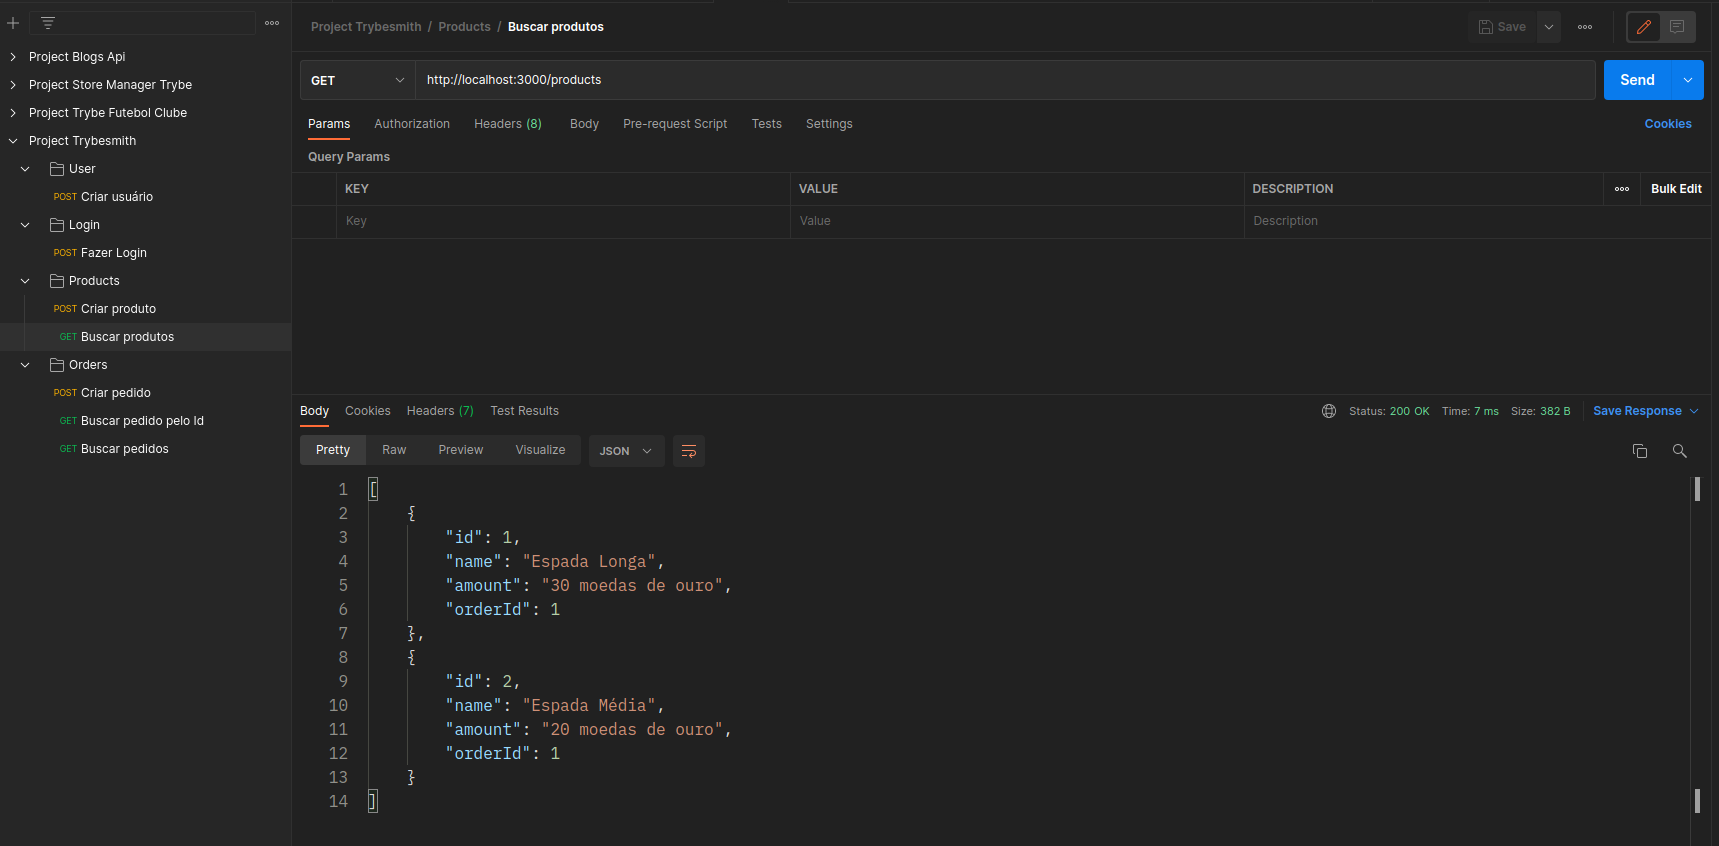 Project Blogs Api
Project Store Manager Trybe
Project Trybe Futebol Clube
Project Trybesmith
User
POST Criar usuário
Login
POST Fazer Login
Products
POST Criar produto
GET Buscar produtos
Orders
POST Criar pedido
GET Buscar pedido pelo Id
GET Buscar pedidos
Project Trybesmith / Products / Buscar produtos
Save
GET http://localhost:3000/products Send
Params Authorization Headers (8) Body Pre-request Script Tests Settings Cookies
Query Params
KEY VALUE DESCRIPTION Bulk Edit
Key Value Description
Body Cookies Headers (7) Test Results Status: 200 OK Time: 7 ms Size: 382 B Save Response
Pretty Raw Preview Visualize JSON
1 [
2 {
3 "id": 1,
4 "name": "Espada Longa",
5 "amount": "30 moedas de ouro",
6 "orderId": 1
7 },
8 {
9 "id": 2,
10 "name": "Espada Média",
11 "amount": "20 moedas de ouro",
12 "orderId": 1
13 }
14 ]